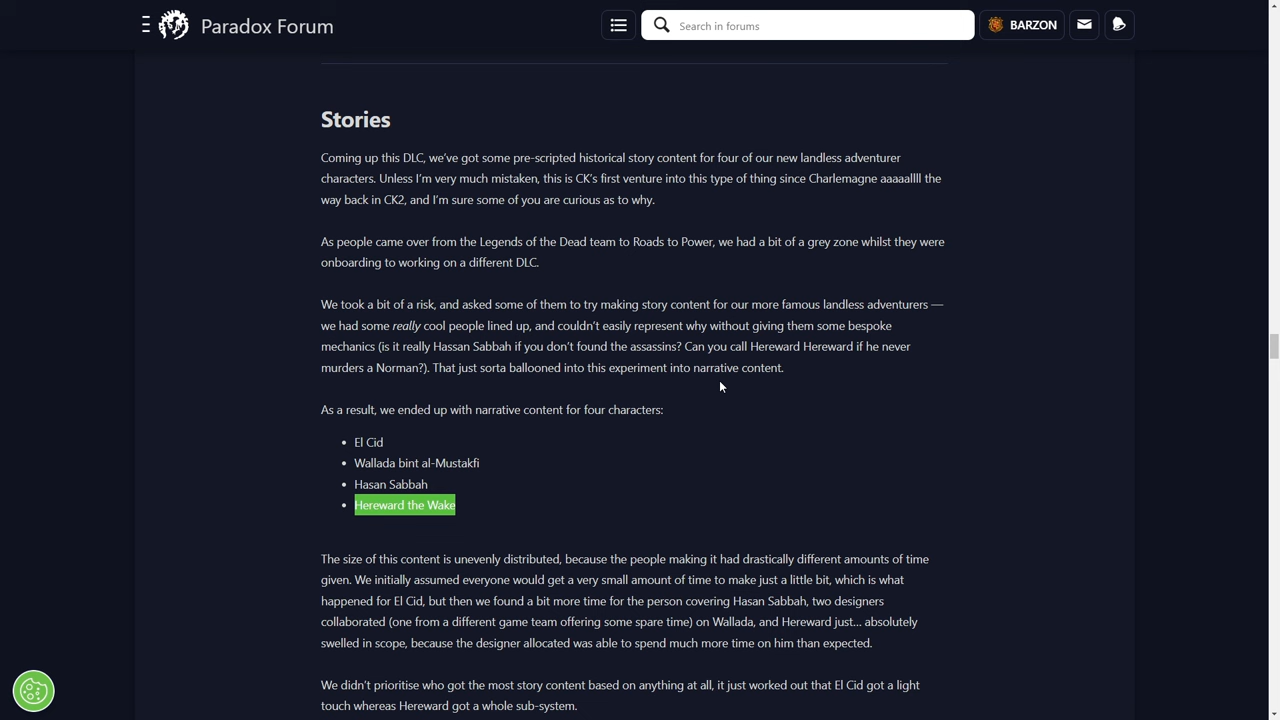 Paradox Forum
Search in forums
BARZON
Stories
Coming up this DLC, we've got some pre-scripted historical story content for four of our new landless adventurer
characters. Unless I'm very much mistaken, this is CK's first venture into this type of thing since Charlemagne aaaaallll the
way back in CK2, and I'm sure some of you are curious as to why.
As people came over from the Legends of the Dead team to Roads to Power, we had a bit of a grey zone whilst they were
onboarding to working on a different DLC.
We took a bit of a risk, and asked some of them to try making story content for our more famous landless adventurers —
we had some really cool people lined up, and couldn't easily represent why without giving them some bespoke
mechanics (is it really Hassan Sabbah if you don't found the assassins? Can you call Hereward Hereward if he never
murders a Norman?). That just sorta ballooned into this experiment into narrative content.
As a result, we ended up with narrative content for four characters:
• El Cid
• Wallada bint al-Mustakfi
• Hasan Sabbah
• Hereward the Wake
The size of this content is unevenly distributed, because the people making it had drastically different amounts of time
given. We initially assumed everyone would get a very small amount of time to make just a little bit, which is what
happened for El Cid, but then we found a bit more time for the person covering Hasan Sabbah, two designers
collaborated (one from a different game team offering some spare time) on Wallada, and Hereward just... absolutely
swelled in scope, because the designer allocated was able to spend much more time on him than expected.
We didn't prioritise who got the most story content based on anything at all, it just worked out that El Cid got a light
touch whereas Hereward got a whole sub-system.